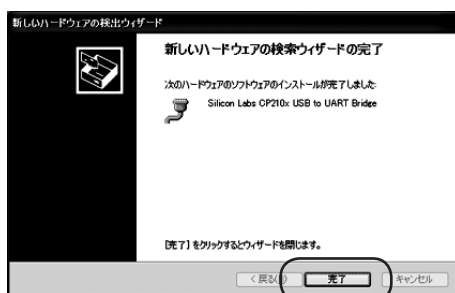 新しいハードウェアの検出ウィザード
新しいハードウェアの検索ウィザードの完了
次のハードウェアのソフトウェアのインストールが完了しました:
Silicon Labs CP210x USB to UART Bridge
[完了] をクリックするとウィザードを閉じます。
< 戻る(
完了
キャンセル